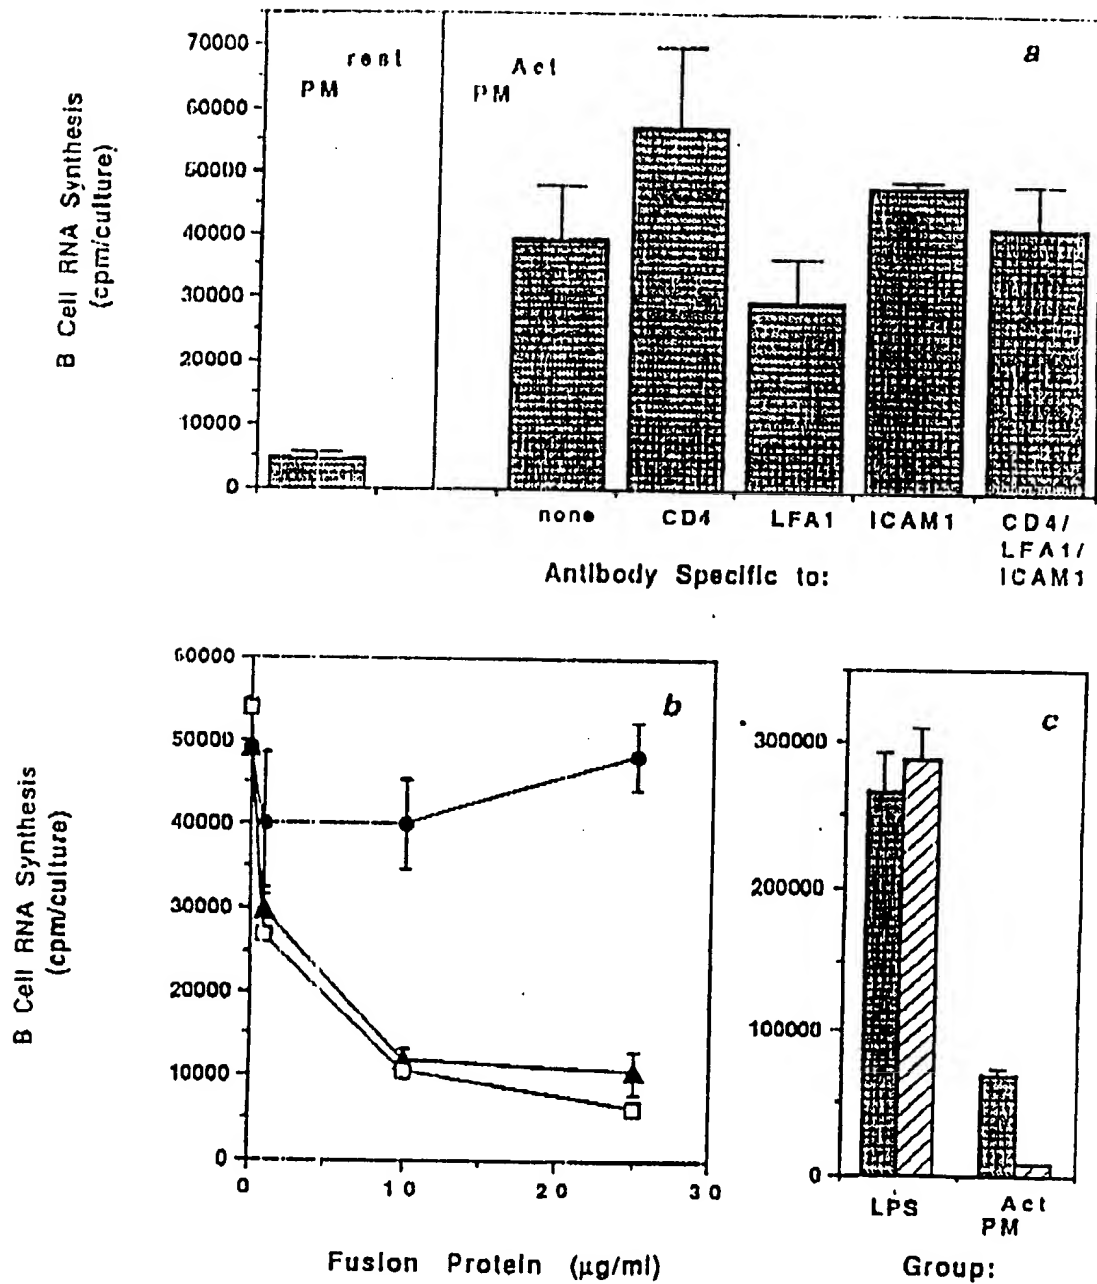 a
70000
60000
50000
40000
30000
20000
10000
0
B Cell RNA Synthesis
(cpm/culture)
rest
PM
Act
PM
none
CD4
LFA1
ICAM1
CD4/
LFA1/
ICAM1
Antibody Specific to:
b
60000
50000
40000
30000
20000
10000
0
B Cell RNA Synthesis
(cpm/culture)
0
10
20
30
Fusion Protein (μg/ml)
c
300000
200000
100000
0
LPS
Act
PM
Group: